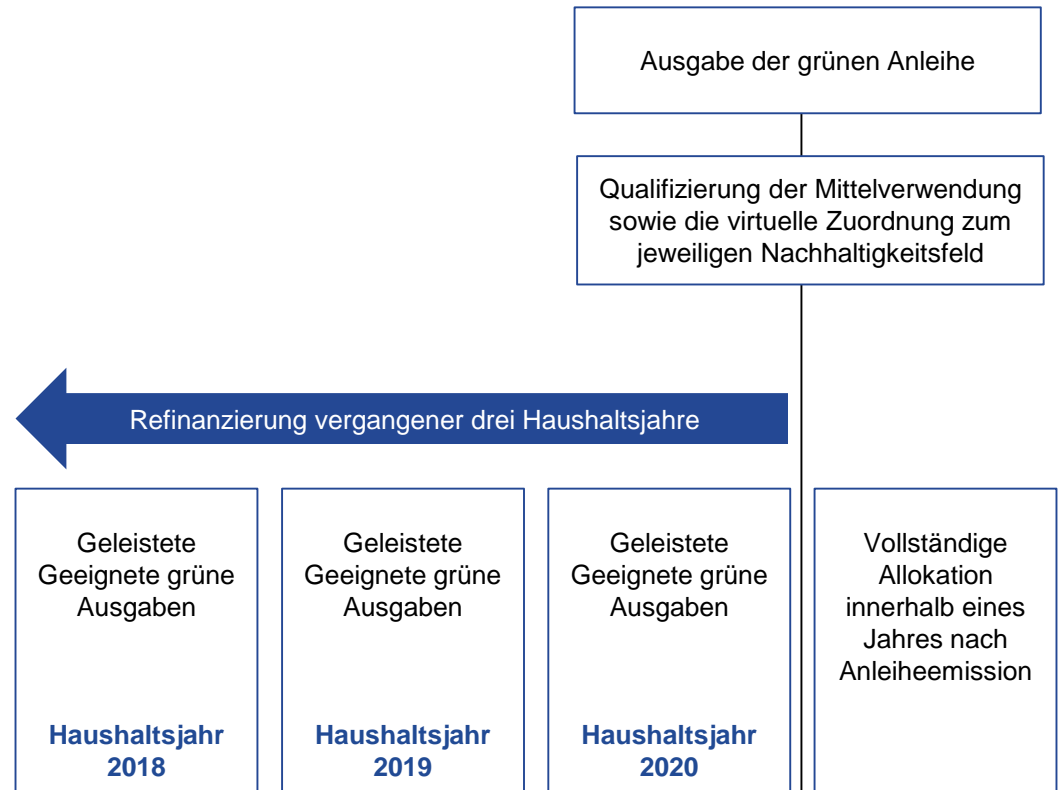 Ausgabe der grünen Anleihe
Qualifizierung der Mittelverwendung
sowie die virtuelle Zuordnung zum
jeweiligen Nachhaltigkeitsfeld
Refinanzierung vergangener drei Haushaltsjahre
Geleistete
Geeignete grüne
Ausgaben
Haushaltsjahr
2018
Geleistete
Geeignete grüne
Ausgaben
Haushaltsjahr
2019
Geleistete
Geeignete grüne
Ausgaben
Haushaltsjahr
2020
Vollständige
Allokation
innerhalb eines
Jahres nach
Anleiheemission